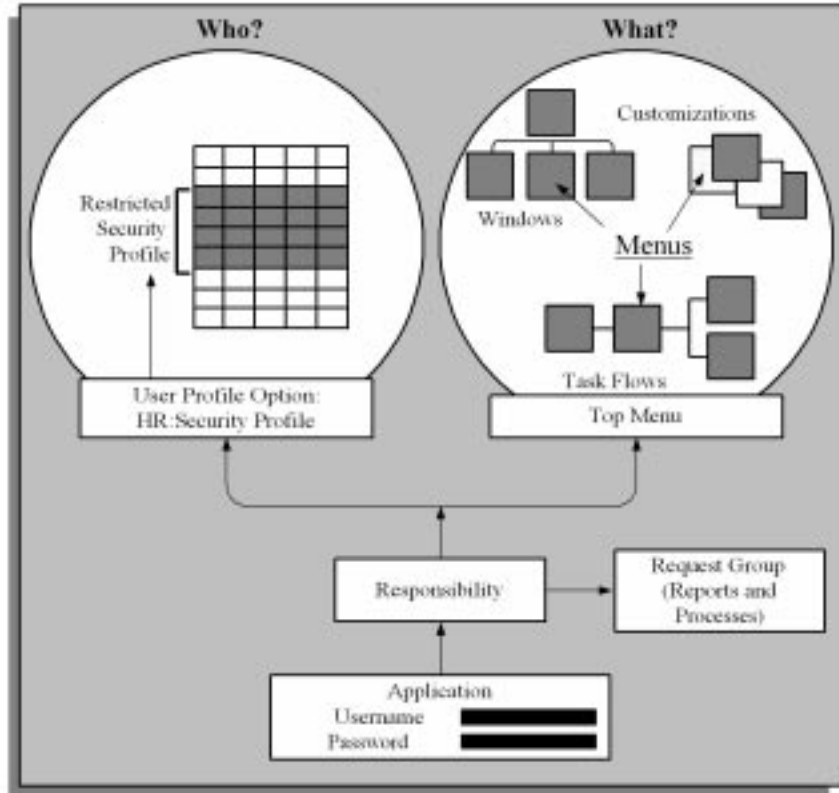 Who?
What?
Customizations
Restricted
Security
Profile
Windows
Menus
Task Flows
User Profile Option:
HR:Security Profile
Top Menu
Responsibility
Request Group
(Reports and
Processes)
Application
Username
Password